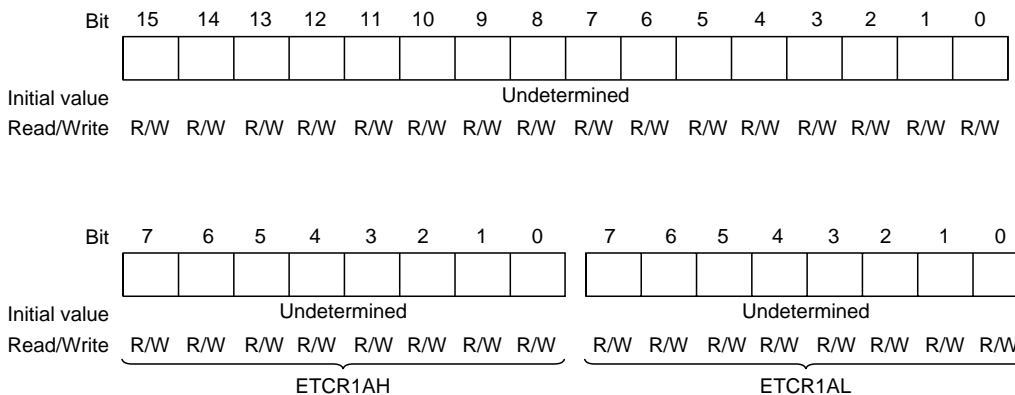 Bit 15 14 13 12 11 10 9 8 7 6 5 4 3 2 1 0
Initial value Undetermined
Read/Write R/W R/W R/W R/W R/W R/W R/W R/W R/W R/W R/W R/W R/W R/W R/W R/W
Bit 7 6 5 4 3 2 1 0 7 6 5 4 3 2 1 0
Initial value Undetermined Undetermined
Read/Write R/W R/W R/W R/W R/W R/W R/W R/W R/W R/W R/W R/W R/W R/W R/W R/W
ETCR1AH ETCR1AL